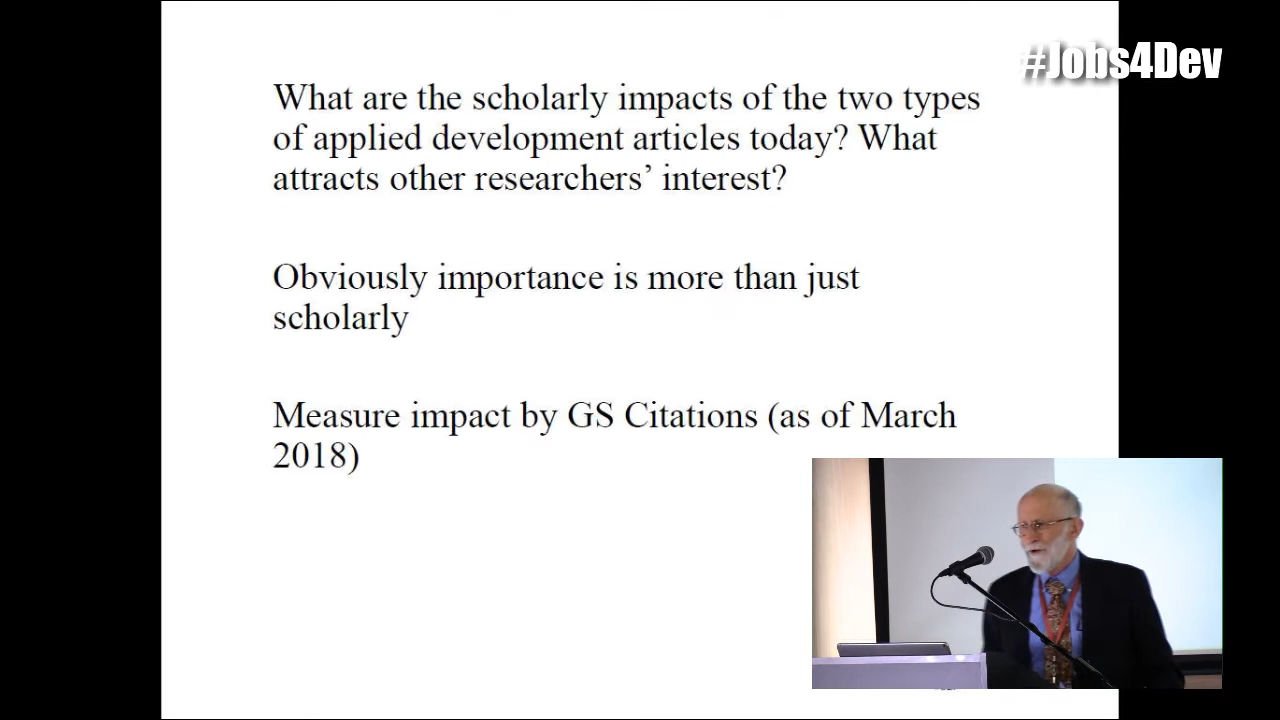 #Jobs4Dev
What are the scholarly impacts of the two types
of applied development articles today? What
attracts other researchers’ interest?
Obviously importance is more than just
scholarly
Measure impact by GS Citations (as of March
2018)